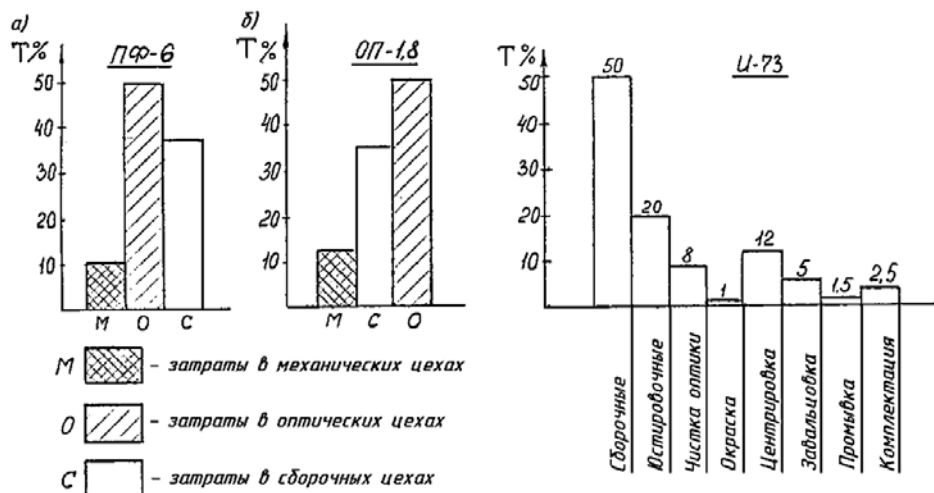 а)
Т%
ПФ-6
50
40
30
20
10
М
О
С
б)
Т%
ОП-1,8
50
40
30
20
10
М
С
О
М – затраты в механических цехах
О – затраты в оптических цехах
С – затраты в сборочных цехах
Т%
И-73
50
40
30
20
10
50
20
8
1
12
5
1,5
2,5
Сборочные
Юстировочные
Чистка оптики
Окраска
Центрировка
Завальцовка
Промывка
Комплектация